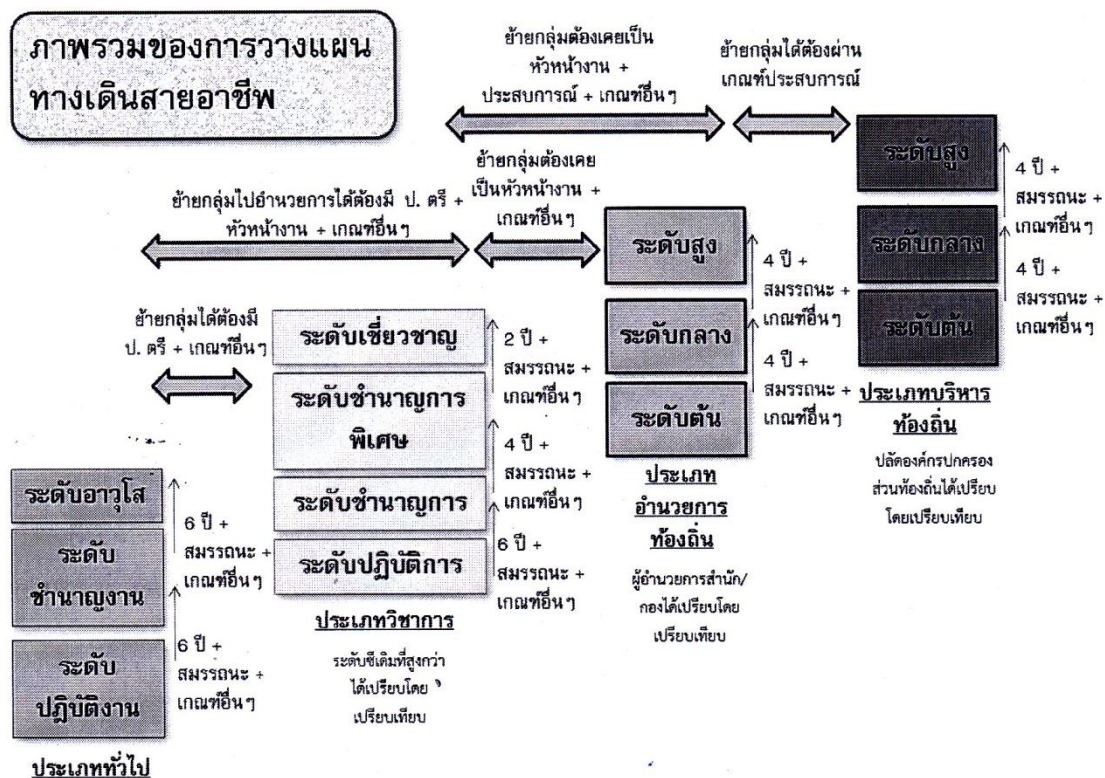 ภาพรวมของการวางแผน
ทางเดินสายอาชีพ
ย้ายกลุ่มต้องเคยเป็น
หัวหน้างาน +
ประสบการณ์ + เกณฑ์อื่นๆ
ย้ายกลุ่มได้ต้องผ่าน
เกณฑ์ประสบการณ์
ย้ายกลุ่มต้องเคย
เป็นหัวหน้างาน +
เกณฑ์อื่นๆ
ย้ายกลุ่มไปอำนวยการได้ต้องมี ป. ตรี +
หัวหน้างาน + เกณฑ์อื่นๆ
ย้ายกลุ่มได้ต้องมี
ป. ตรี + เกณฑ์อื่นๆ
ระดับอาวุโส
6 ปี +
สมรรถนะ +
เกณฑ์อื่นๆ
ระดับ
ชำนาญงาน
6 ปี +
สมรรถนะ +
เกณฑ์อื่นๆ
ระดับ
ปฏิบัติงาน
ประเภททั่วไป
ระดับเชี่ยวชาญ
2 ปี +
สมรรถนะ +
เกณฑ์อื่นๆ
ระดับชำนาญการ
พิเศษ
4 ปี +
สมรรถนะ +
เกณฑ์อื่นๆ
ระดับชำนาญการ
6 ปี +
สมรรถนะ +
เกณฑ์อื่นๆ
ระดับปฏิบัติการ
ประเภทวิชาการ
ระดับซีเดิมที่สูงกว่า
ได้เปรียบโดย
เปรียบเทียบ
ระดับสูง
4 ปี +
สมรรถนะ +
เกณฑ์อื่นๆ
ระดับกลาง
4 ปี +
สมรรถนะ +
เกณฑ์อื่นๆ
ระดับต้น
ประเภท
อำนวยการ
ท้องถิ่น
ผู้อำนวยการสำนัก/
กองได้เปรียบโดย
เปรียบเทียบ
ระดับสูง
4 ปี +
สมรรถนะ +
เกณฑ์อื่นๆ
ระดับกลาง
4 ปี +
สมรรถนะ +
เกณฑ์อื่นๆ
ระดับต้น
ประเภทบริหาร
ท้องถิ่น
ปลัดองค์กรปกครอง
ส่วนท้องถิ่นได้เปรียบ
โดยเปรียบเทียบ